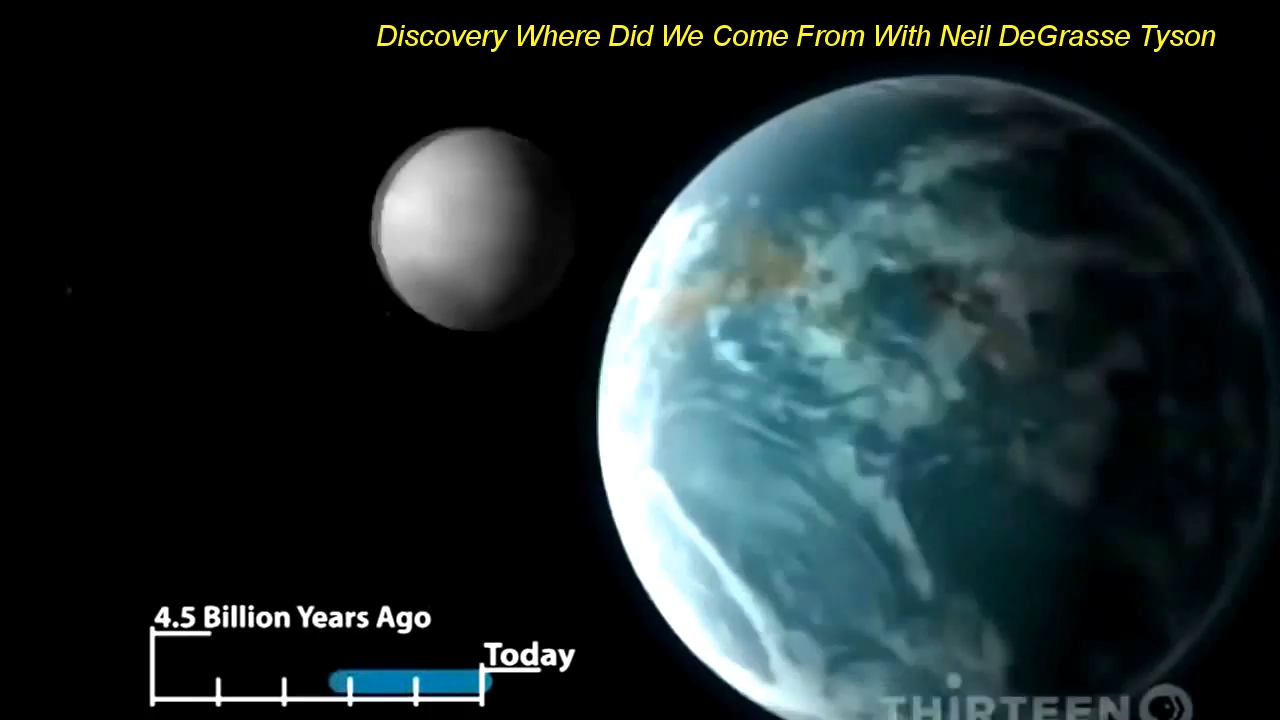 Discovery Where Did We Come From With Neil DeGrasse Tyson
4.5 Billion Years Ago
Today
THIRTEEN